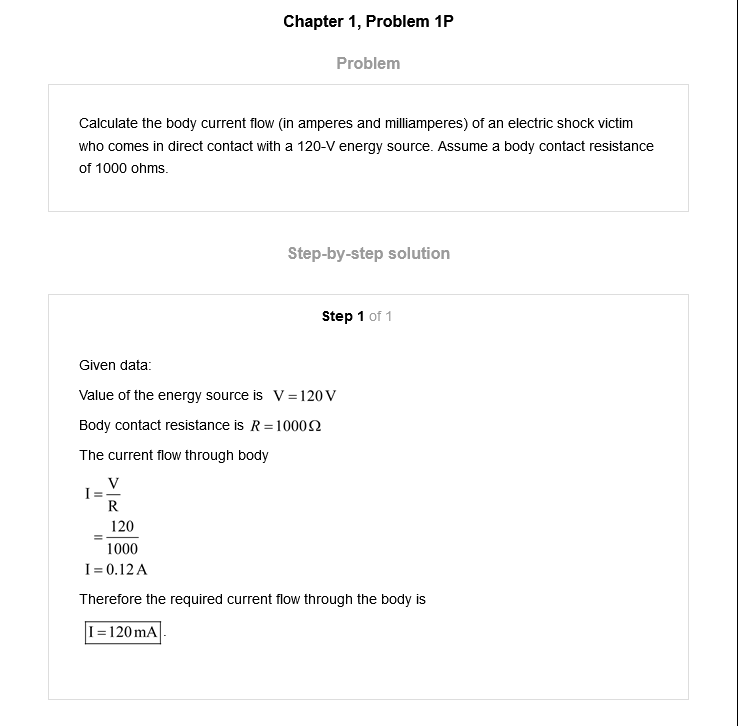 Chapter 1, Problem 1P
Problem
Calculate the body current flow (in amperes and milliamperes) of an electric shock victim
who comes in direct contact with a 120-V energy source. Assume a body contact resistance
of 1000 ohms.
Step-by-step solution
Step 1 of 1
Given data:
Value of the energy source is V = 120 V
Body contact resistance is R = 1000 Ω
The current flow through body
I = V/R
= 120/1000
I = 0.12 A
Therefore the required current flow through the body is
I = 120 mA.